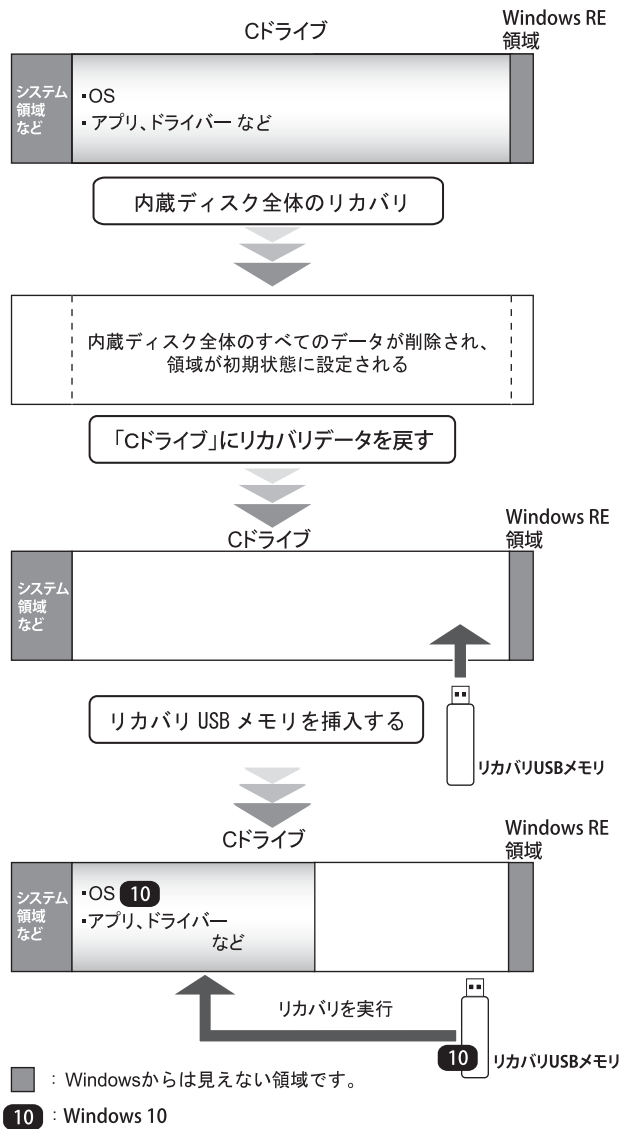 Cドライブ
Windows RE
領域
システム
領域
など
▪OS
▪アプリ、ドライバー など
内蔵ディスク全体のリカバリ
内蔵ディスク全体のすべてのデータが削除され、
領域が初期状態に設定される
「Cドライブ」にリカバリデータを戻す
Cドライブ
Windows RE
領域
システム
領域
など
リカバリ USB メモリを挿入する
リカバリUSBメモリ
Cドライブ
Windows RE
領域
システム
領域
など
▪OS 10
▪アプリ、ドライバー
など
リカバリを実行
10
リカバリUSBメモリ
：Windowsからは見えない領域です。
10：Windows 10